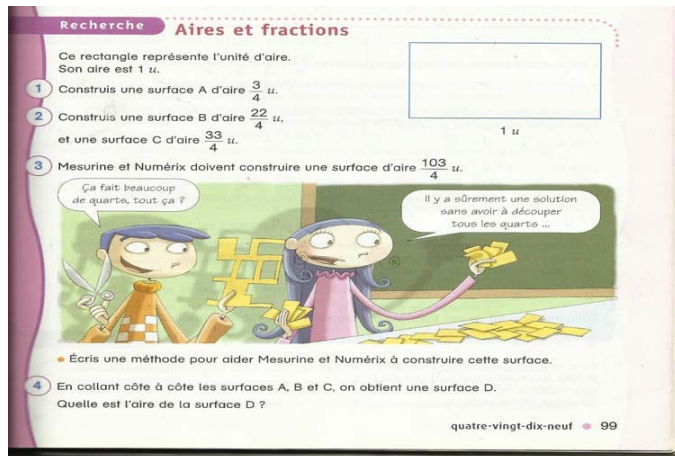 Recherche Aires et fractions
Ce rectangle représente l'unité d'aire.
Son aire est 1 u.
1 Construis une surface A d'aire 3/4 u.
2 Construis une surface B d'aire 22/4 u,
et une surface C d'aire 33/4 u.
1 u
3 Mesurine et Numérix doivent construire une surface d'aire 103/4 u.
Ça fait beaucoup
de quarts, tout ça ?
Il y a sûrement une solution
sans avoir à découper
tous les quarts ...
• Écris une méthode pour aider Mesurine et Numérix à construire cette surface.
4 En collant côte à côte les surfaces A, B et C, on obtient une surface D.
Quelle est l'aire de la surface D ?
quatre-vingt-dix-neuf • 99